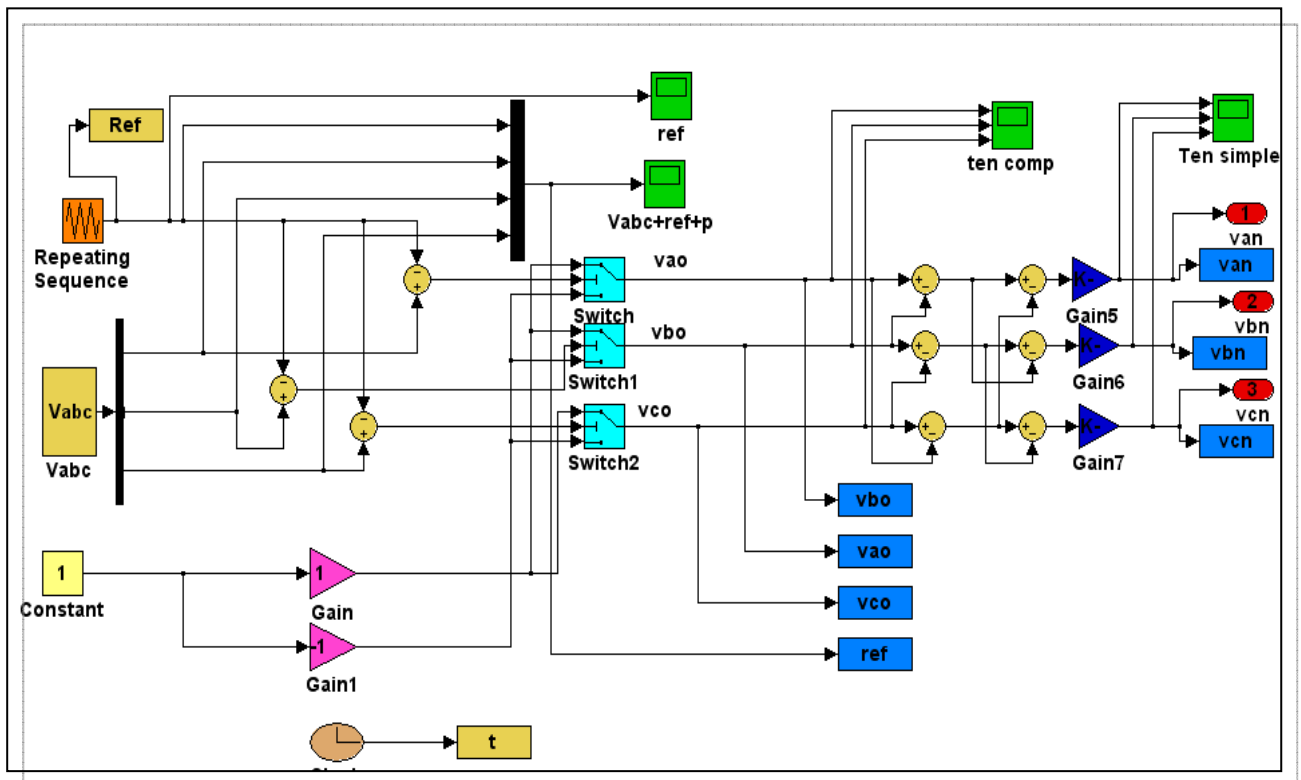 Ref
ref
ten comp
Ten simple
Vabc+ref+p
Repeating
Sequence
1
van
van
vao
Switch
K-
Gain5
2
vbn
vbn
vbo
Switch1
K-
Gain6
3
vcn
vcn
vco
Switch2
K-
Gain7
Vabc
Vabc
vbo
vao
vco
ref
1
Constant
1
Gain
-1
Gain1
t